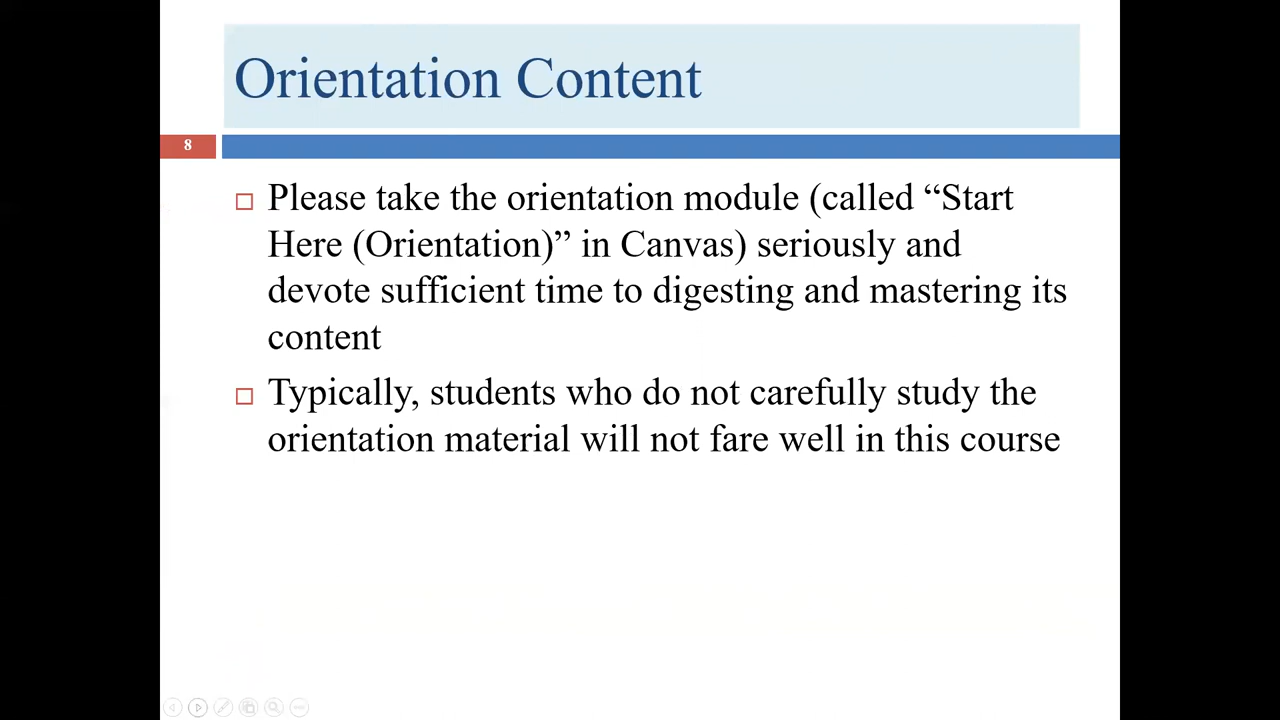 Orientation Content
8
Please take the orientation module (called “Start
Here (Orientation)” in Canvas) seriously and
devote sufficient time to digesting and mastering its
content
Typically, students who do not carefully study the
orientation material will not fare well in this course